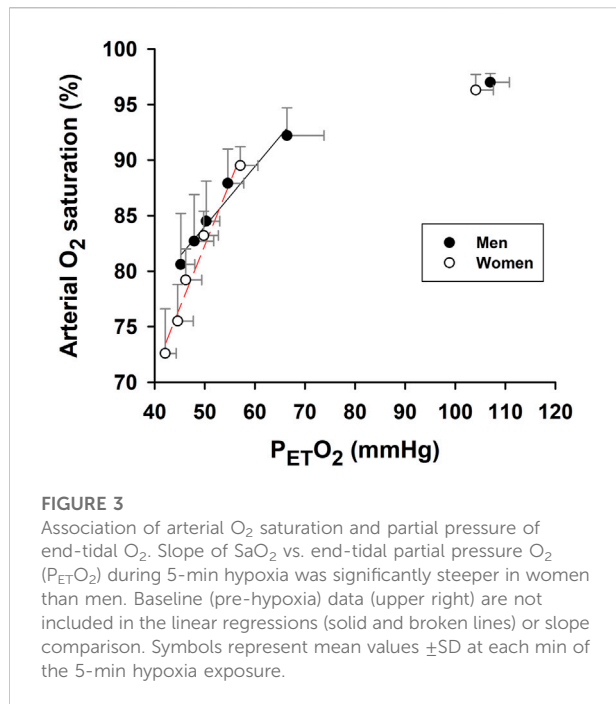 Arterial O2 saturation (%)
100
95
90
85
80
75
70
40 50 60 70 80 90 100 110 120
PETO2 (mmHg)
Men
Women
FIGURE 3
Association of arterial O2 saturation and partial pressure of
end-tidal O2. Slope of SaO2 vs. end-tidal partial pressure O2
(PETO2) during 5-min hypoxia was significantly steeper in women
than men. Baseline (pre-hypoxia) data (upper right) are not
included in the linear regressions (solid and broken lines) or slope
comparison. Symbols represent mean values ±SD at each min of
the 5-min hypoxia exposure.